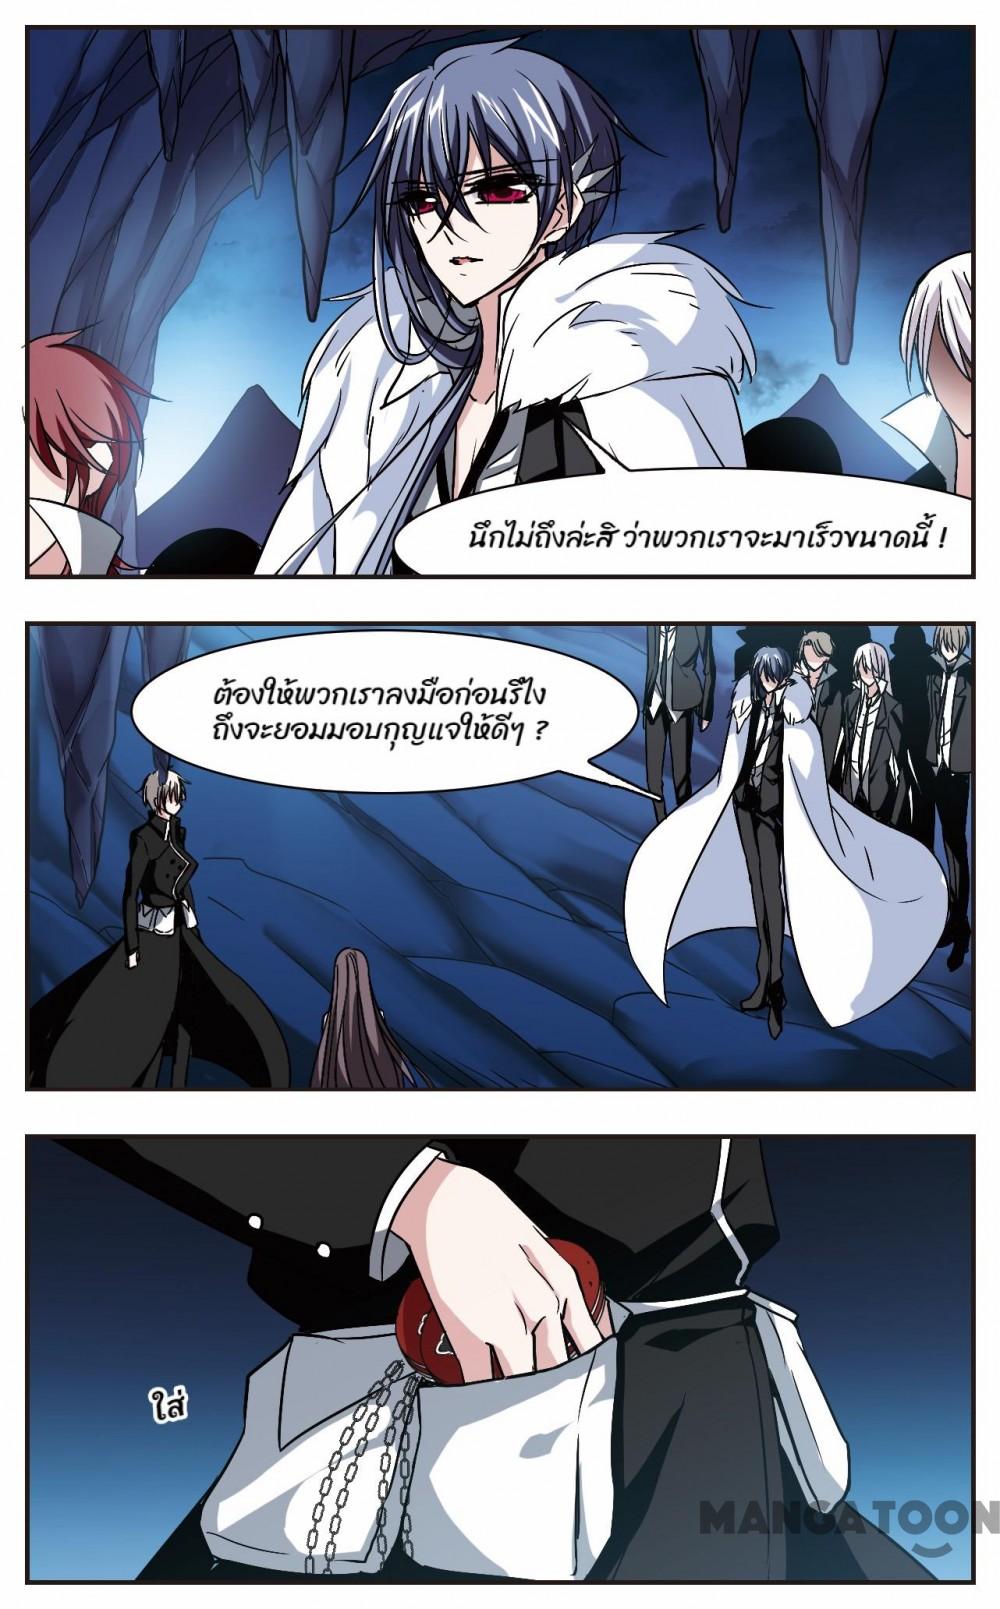 นึกไม่ถึงล่ะสิ ว่าพวกเราจะมาเร็วขนาดนี้ !
ต้องให้พวกเราลงมือก่อนรึไง
ถึงจะยอมมอบกุญแจให้ดีๆ ?
ใส่
MANGATOON